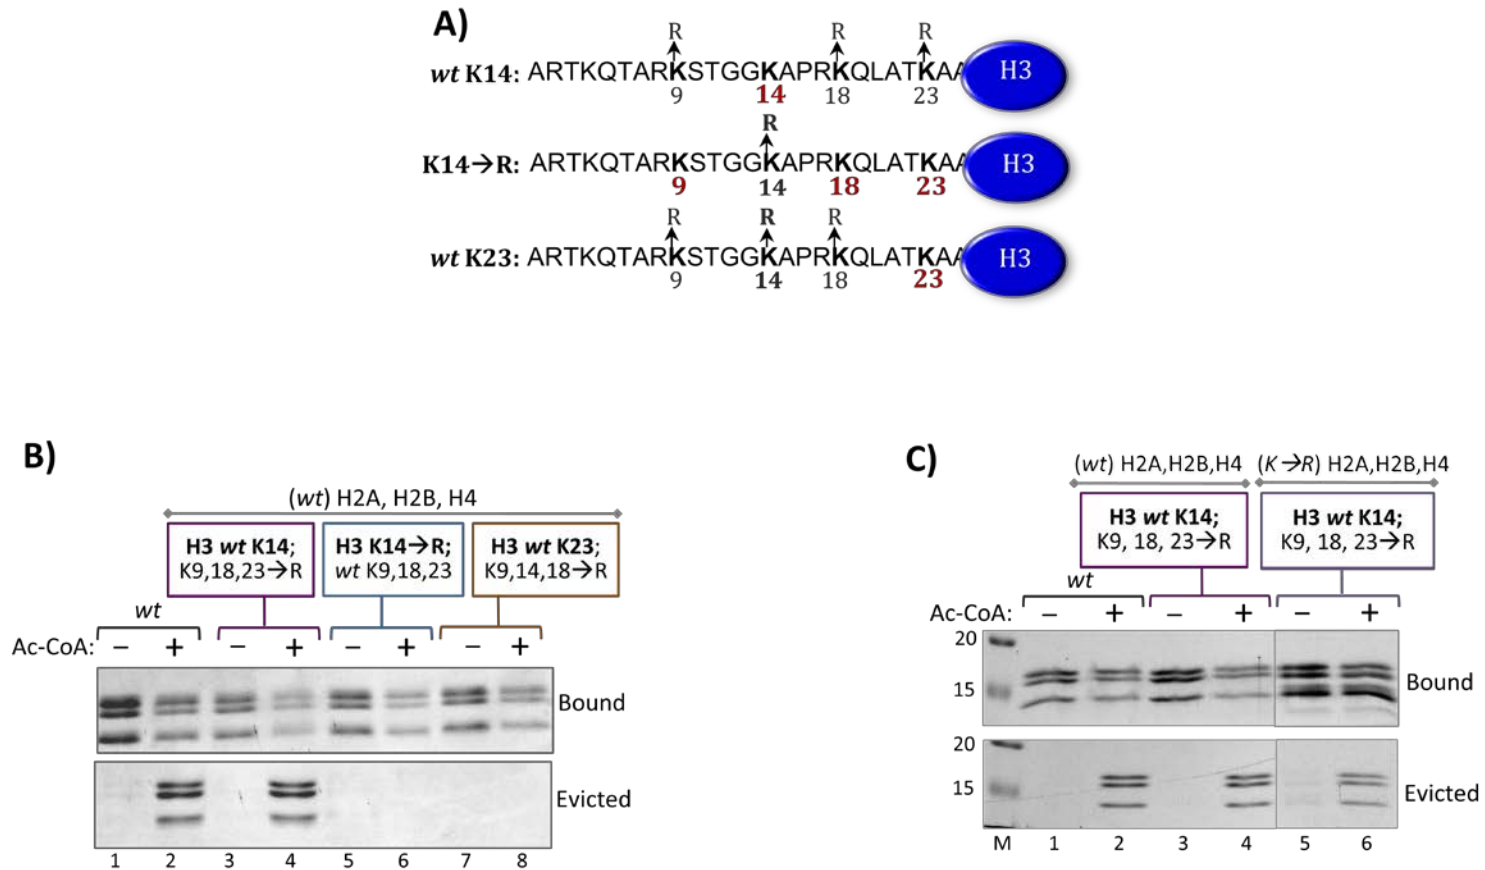 A)
R R R
wt K14: ARTKQTARKSTGGKAPRKQLATKAA H3
9 14 18 23
R
K14→R: ARTKQTARKSTGGKAPRKQLATKAA H3
9 14 18 23
R R R
wt K23: ARTKQTARKSTGGKAPRKQLATKAA H3
9 14 18 23
B)
(wt) H2A, H2B, H4
H3 wt K14;
K9,18,23→R
H3 K14→R;
wt K9,18,23
H3 wt K23;
K9,14,18→R
wt
Ac-CoA: – + – + – + – +
Bound
Evicted
1 2 3 4 5 6 7 8
C)
(wt) H2A,H2B,H4 (K→R) H2A,H2B,H4
H3 wt K14;
K9, 18, 23→R
H3 wt K14;
K9, 18, 23→R
wt
Ac-CoA: – + – + – +
20
15
Bound
20
15
Evicted
M 1 2 3 4 5 6